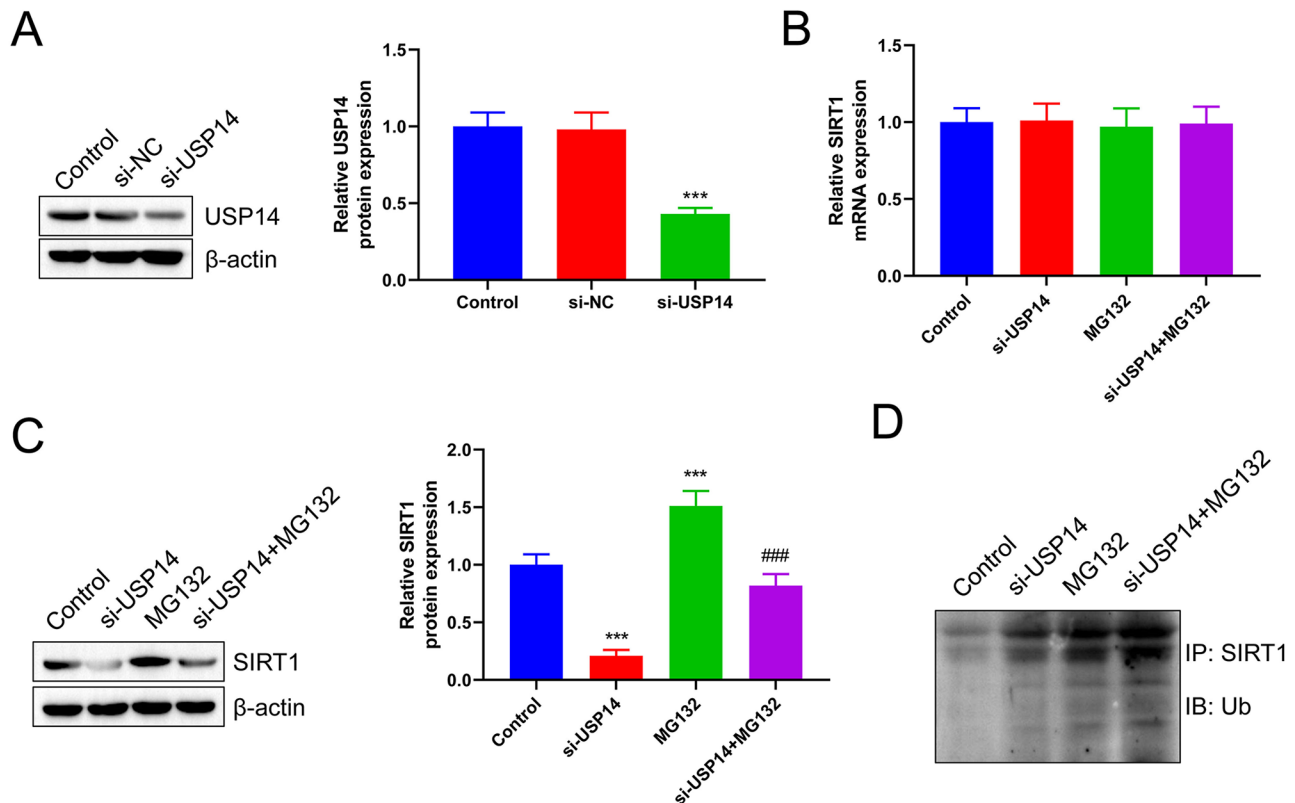 A
Control
si-NC
si-USP14
USP14
β-actin
Relative USP14
protein expression
1.5
1.0
0.5
0.0
Control
si-NC
si-USP14
***
B
Relative SIRT1
mRNA expression
1.5
1.0
0.5
0.0
Control
si-USP14
MG132
si-USP14+MG132
C
Control
si-USP14
MG132
si-USP14+MG132
SIRT1
β-actin
Relative SIRT1
protein expression
2.0
1.5
1.0
0.5
0.0
***
***
###
Control
si-USP14
MG132
si-USP14+MG132
D
Control
si-USP14
MG132
si-USP14+MG132
IP: SIRT1
IB: Ub